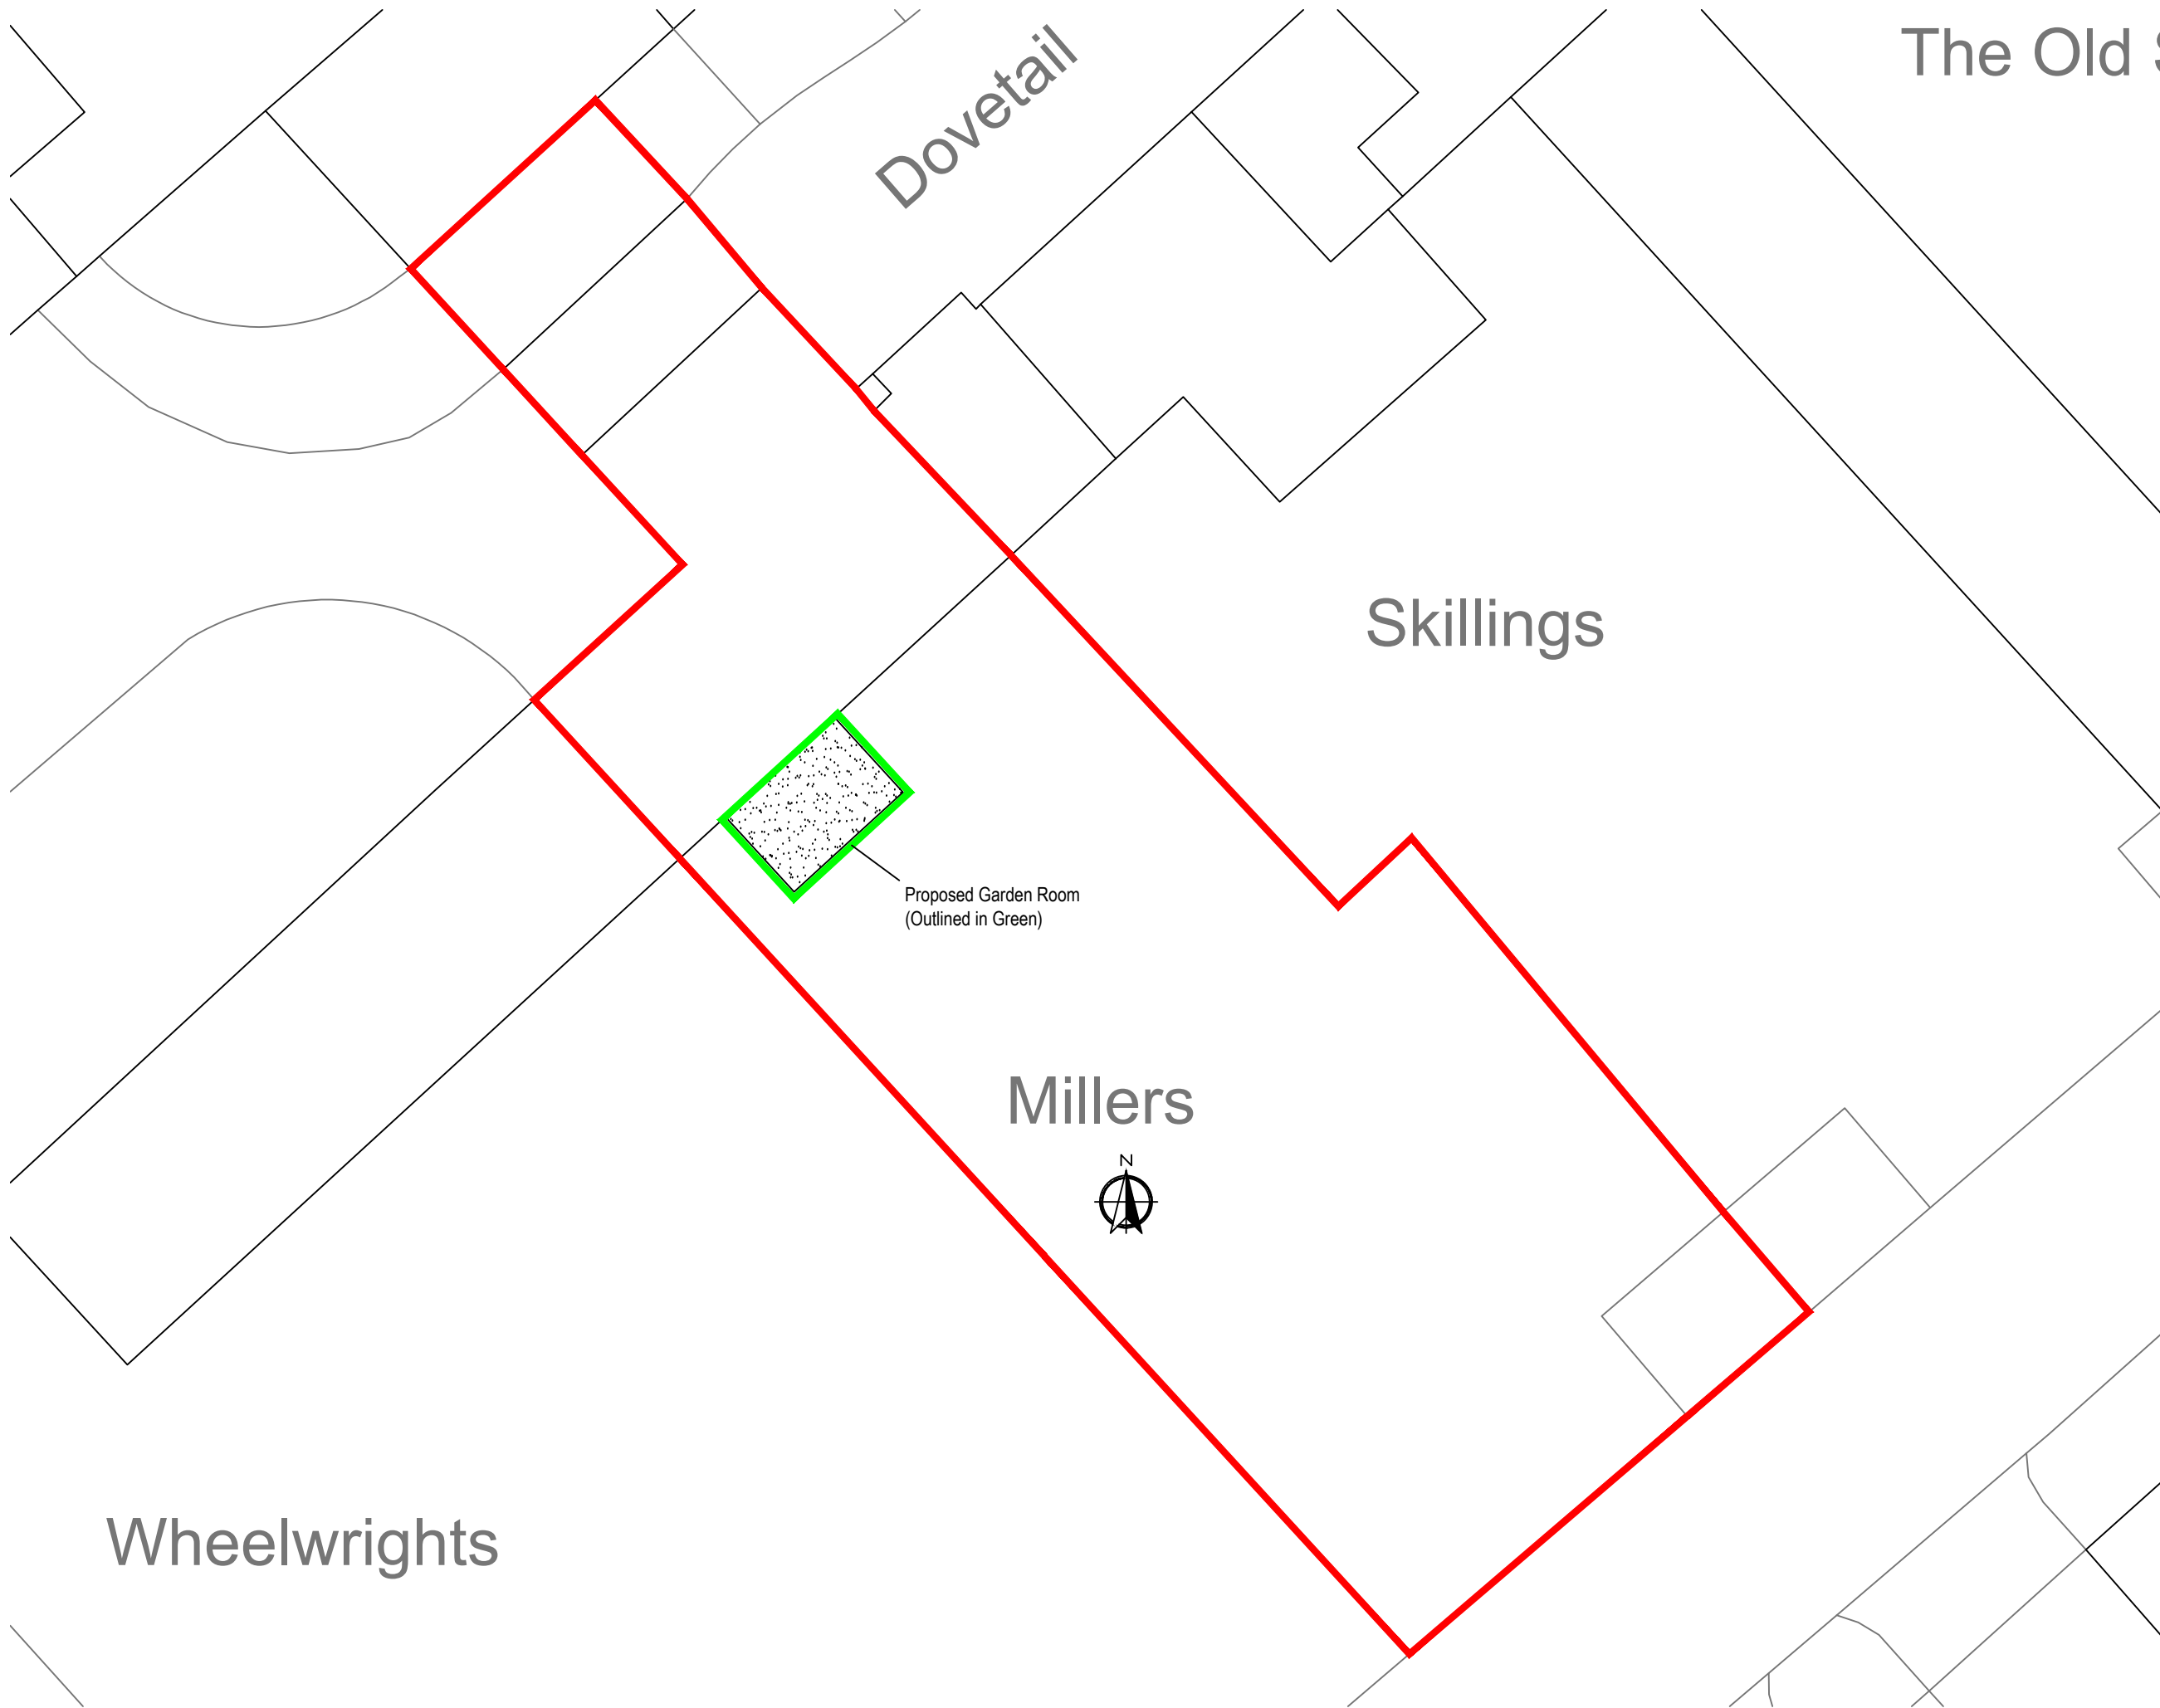 The Old
Dovetail
Skillings
Proposed Garden Room
(Outlined in Green)
Millers
N
Wheelwrights